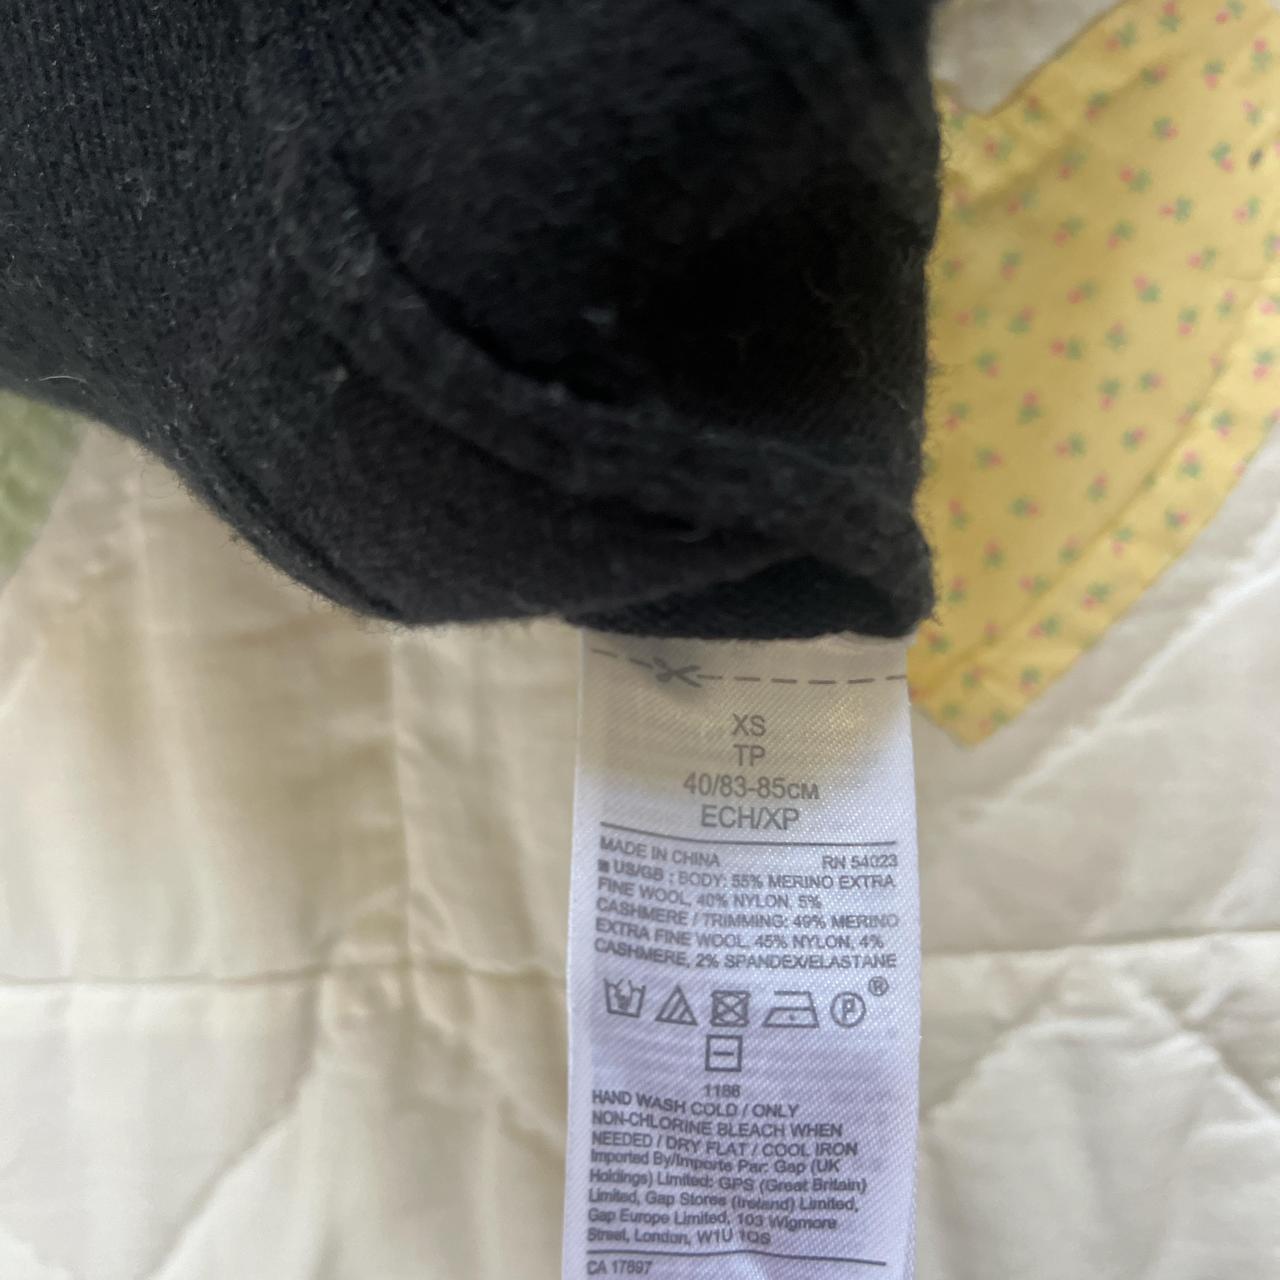 XS
TP
40/83-85CM
ECH/XP
MADE IN CHINA RN 54023
US/GB : BODY: 55% MERINO EXTRA
FINE WOOL, 40% NYLON, 5%
CASHMERE / TRIMMING: 49% MERINO
EXTRA FINE WOOL, 45% NYLON, 4%
CASHMERE, 2% SPANDEX/ELASTANE
P ®
1186
HAND WASH COLD / ONLY
NON-CHLORINE BLEACH WHEN
NEEDED / DRY FLAT / COOL IRON
Imported By/Importe Par: Gap (UK
Holdings) Limited; GPS (Great Britain)
Limited, Gap Stores (Ireland) Limited,
Gap Europe Limited, 103 Wigmore
Street, London, W1U 1QS
CA 17897